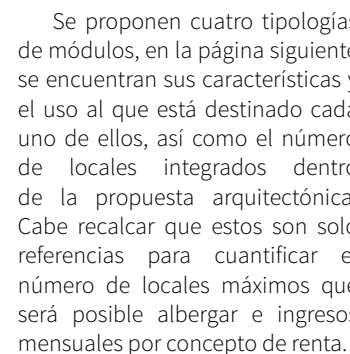 Se proponen cuatro tipología
de módulos, en la página siguient
se encuentran sus características y
el uso al que está destinado cad
uno de ellos, así como el númer
de locales integrados dentr
de la propuesta arquitectónica
Cabe recalcar que estos son sol
referencias para cuantificar e
número de locales máximos que
será posible albergar e ingreso
mensuales por concepto de renta.